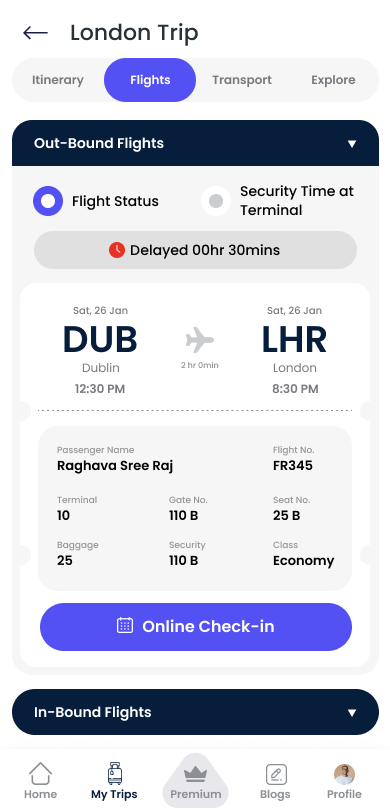 London Trip
Itinerary Flights Transport Explore
Out-Bound Flights
Flight Status
Security Time at
Terminal
Delayed 00hr 30mins
Sat, 26 Jan Sat, 26 Jan
DUB LHR
Dublin 2 hr 0min London
12:30 PM 8:30 PM
Passenger Name Flight No.
Raghava Sree Raj FR345
Terminal Gate No. Seat No.
10 110 B 25 B
Baggage Security Class
25 110 B Economy
Online Check-in
In-Bound Flights
Home My Trips Premium Blogs Profile